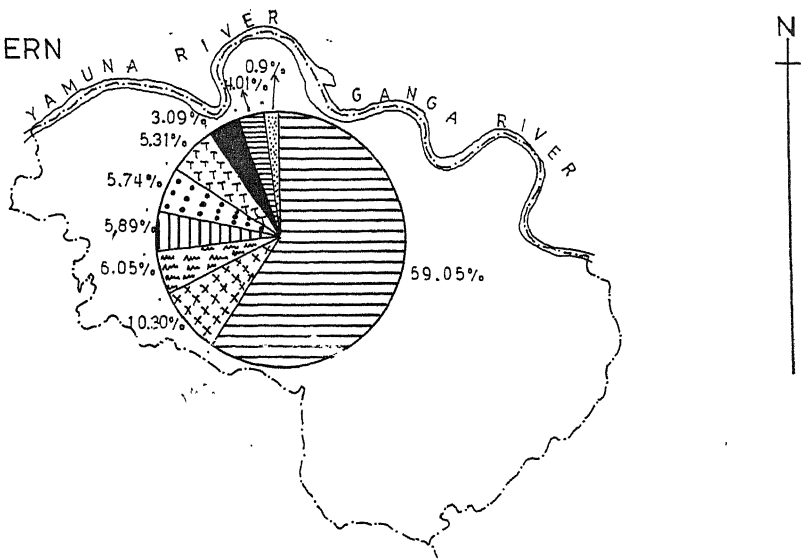 ERN
N
YAMUNA RIVER
GANGA RIVER
0.9%
4.01%
3.09%
5.31%
5.74%
5,89%
6.05%
10.30%
59.05%